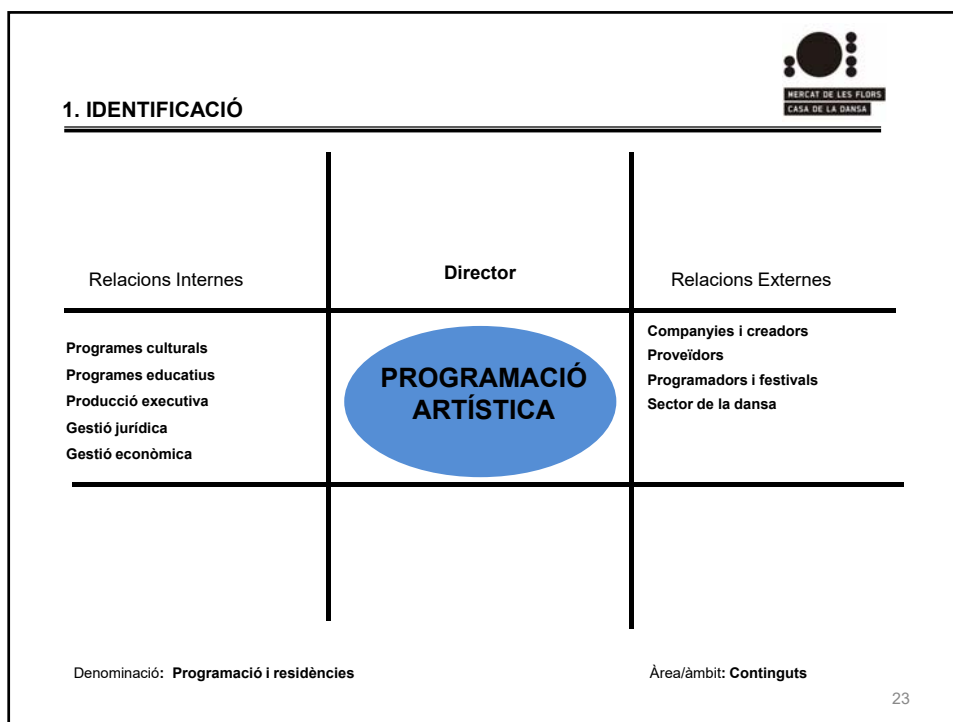 MERCAT DE LES FLORS
CASA DE LA DANSA
1. IDENTIFICACIÓ
Relacions Internes
Director
Relacions Externes
Programes culturals
Programes educatius
Producció executiva
Gestió jurídica
Gestió econòmica
PROGRAMACIÓ
ARTÍSTICA
Companyies i creadors
Proveïdors
Programadors i festivals
Sector de la dansa
Denominació: Programació i residències
Àrea/àmbit: Continguts
23